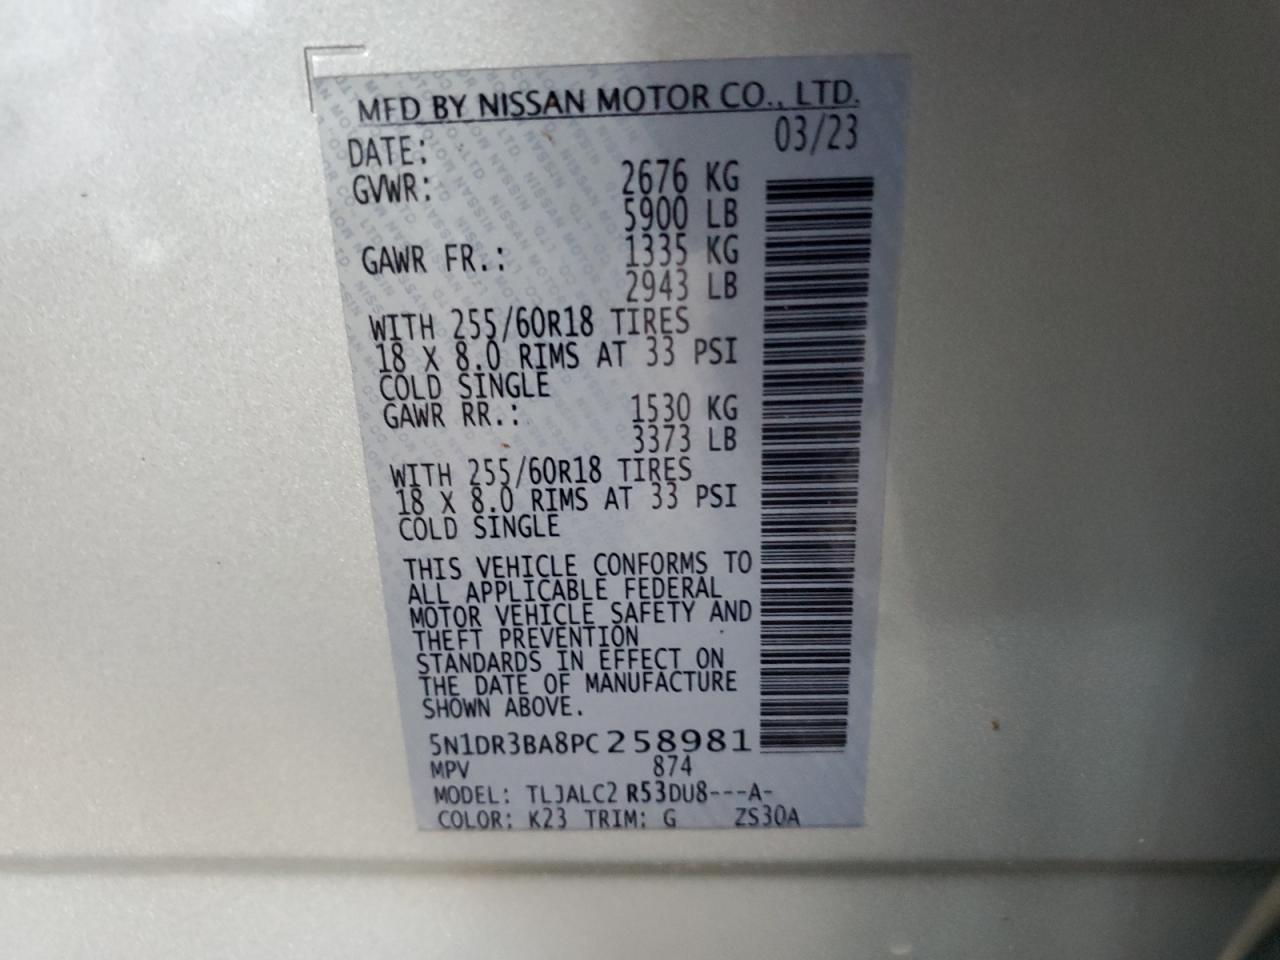 MFD BY NISSAN MOTOR CO., LTD.
DATE: 03/23
GVWR: 2676 KG
5900 LB
GAWR FR.: 1335 KG
2943 LB
WITH 255/60R18 TIRES
18 X 8.0 RIMS AT 33 PSI
COLD SINGLE
GAWR RR.: 1530 KG
3373 LB
WITH 255/60R18 TIRES
18 X 8.0 RIMS AT 33 PSI
COLD SINGLE
THIS VEHICLE CONFORMS TO
ALL APPLICABLE FEDERAL
MOTOR VEHICLE SAFETY AND
THEFT PREVENTION
STANDARDS IN EFFECT ON
THE DATE OF MANUFACTURE
SHOWN ABOVE.
5N1DR3BA8PC258981
MPV 874
MODEL: TLJALC2 R53DU8---A-
COLOR: K23 TRIM: G ZS30A